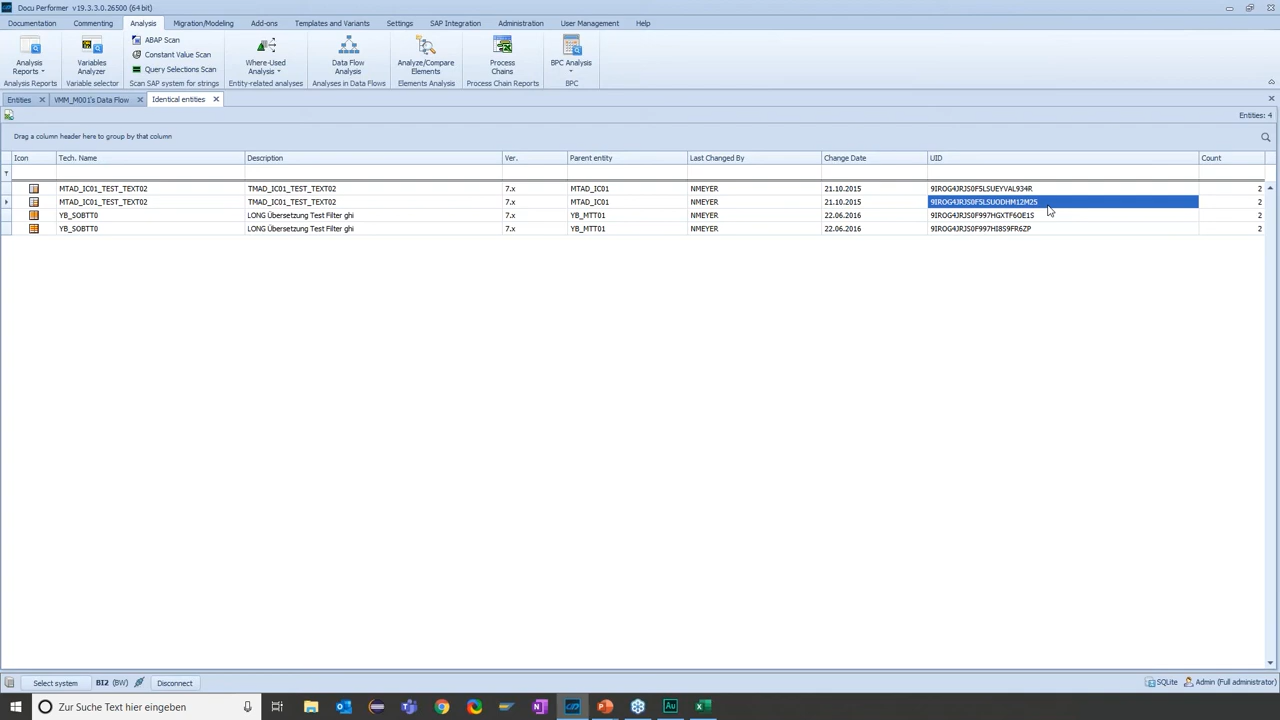 Docu Performer v19.3.3.0.26500 (64 bit)
Documentation Commenting Analysis Migration/Modeling Add-ons Templates and Variants Settings SAP Integration Administration User Management Help
Analysis Reports
Variables Analyzer
ABAP Scan
Constant Value Scan
Query Selections Scan
Where-Used Analysis
Data Flow Analysis
Analyze/Compare Elements
Process Chains
BPC Analysis
Analysis Reports Variable selector Scan SAP system for strings Entity-related analyses Analyses in Data Flows Elements Analysis Process Chain Reports BPC
Entities VMM_M001's Data Flow Identical entities
Entities: 4
Drag a column header here to group by that column
Icon Tech. Name Description Ver. Parent entity Last Changed By Change Date UID Count
MTAD_IC01_TEST_TEXT02 TMAD_IC01_TEST_TEXT02 7.x MTAD_IC01 NMEYER 21.10.2015 9IROG4JRJS0F5LSUEYVAL934R 2
MTAD_IC01_TEST_TEXT02 TMAD_IC01_TEST_TEXT02 7.x MTAD_IC01 NMEYER 21.10.2015 9IROG4JRJS0F5LSUODHM12M2S 2
YB_SOBTT0 LONG Übersetzung Test Filter ghi 7.x YB_MTT01 NMEYER 22.06.2016 9IROG4JRJS0F997HGXTF6OE1S 2
YB_SOBTT0 LONG Übersetzung Test Filter ghi 7.x YB_MTT01 NMEYER 22.06.2016 9IROG4JRJS0F997HI8S9FR6ZP 2
Select system BI2 (BW) Disconnect SQLite Admin (Full administrator)
Zur Suche Text hier eingeben